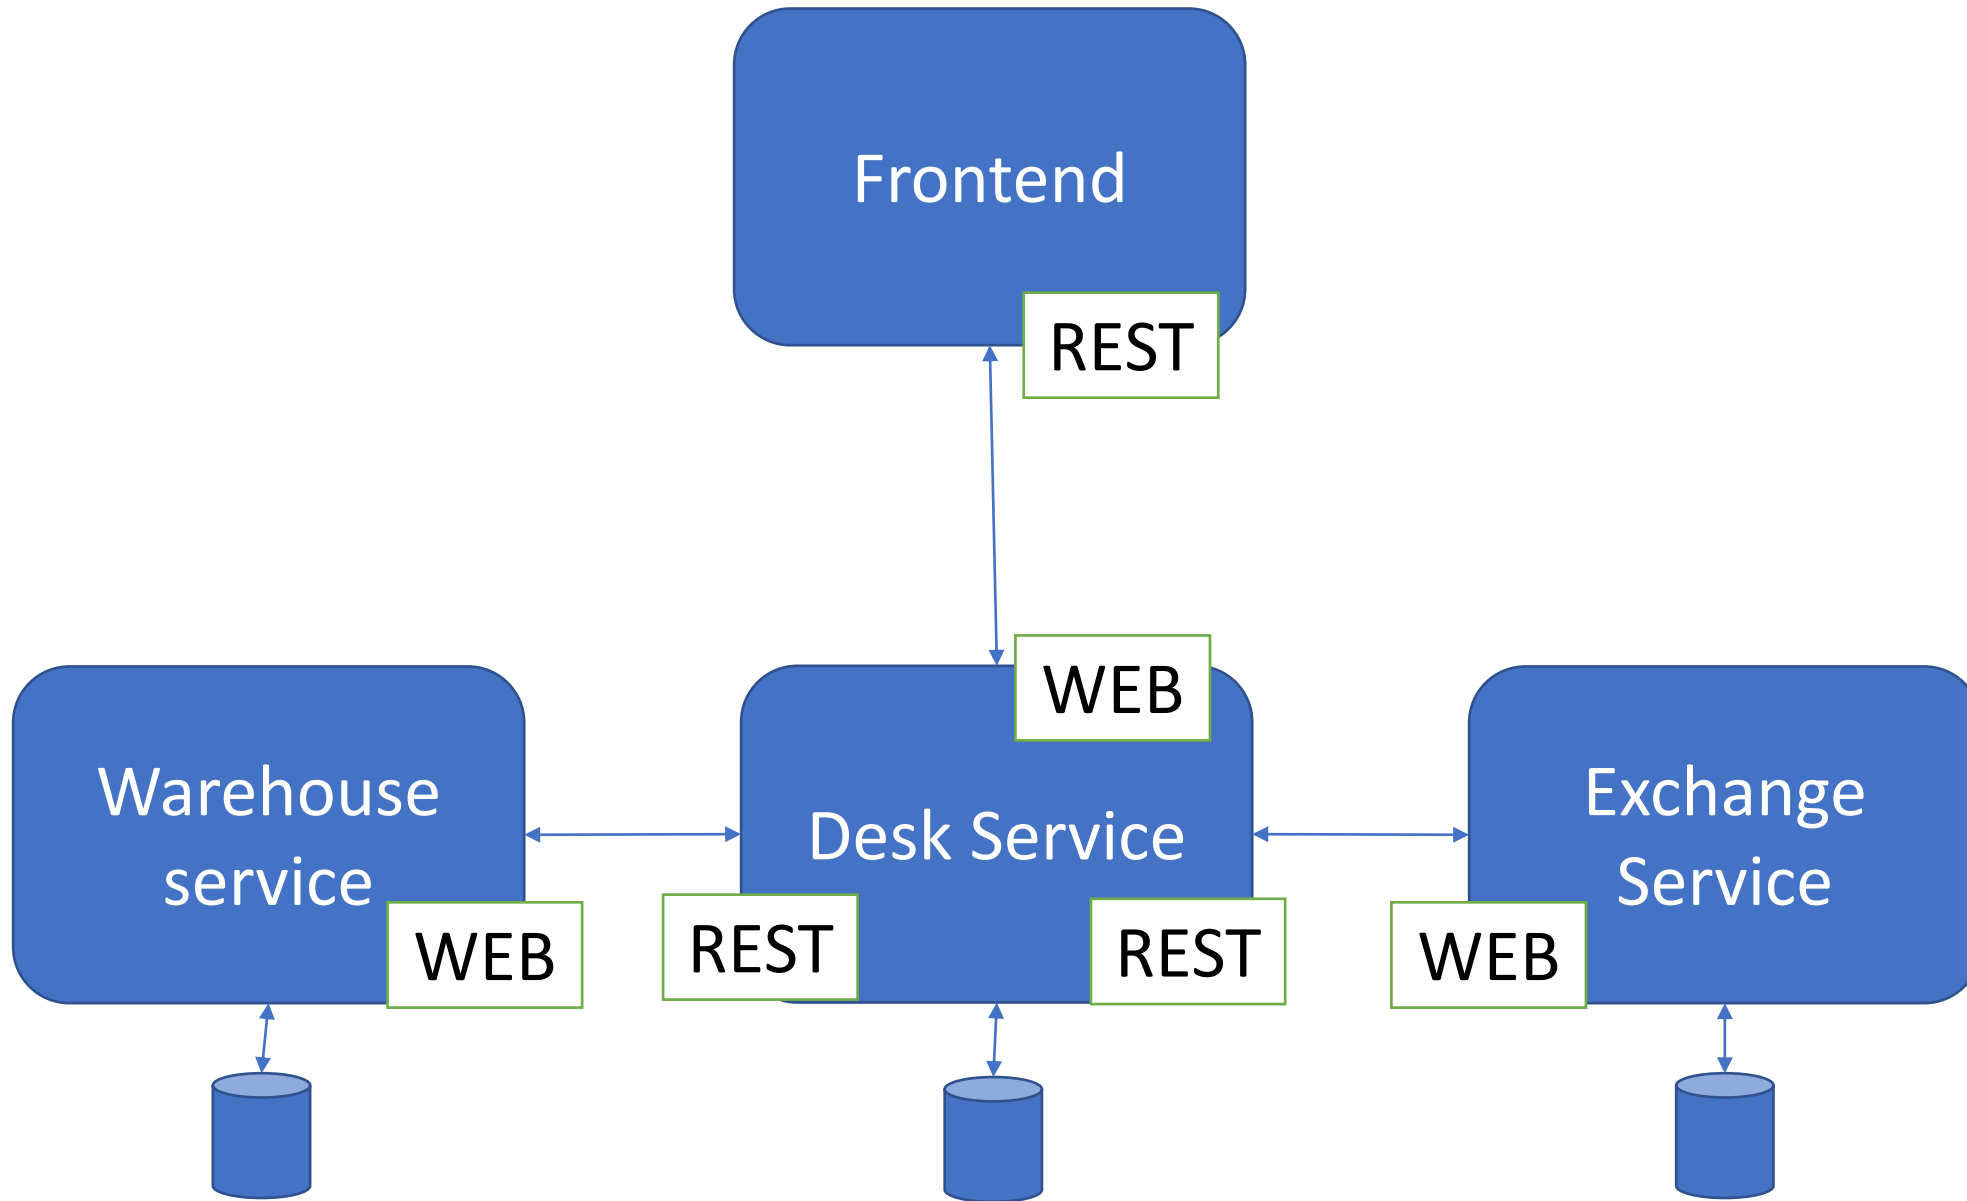 Frontend
REST
WEB
Warehouse
service
WEB
Desk Service
REST
REST
Exchange
Service
WEB